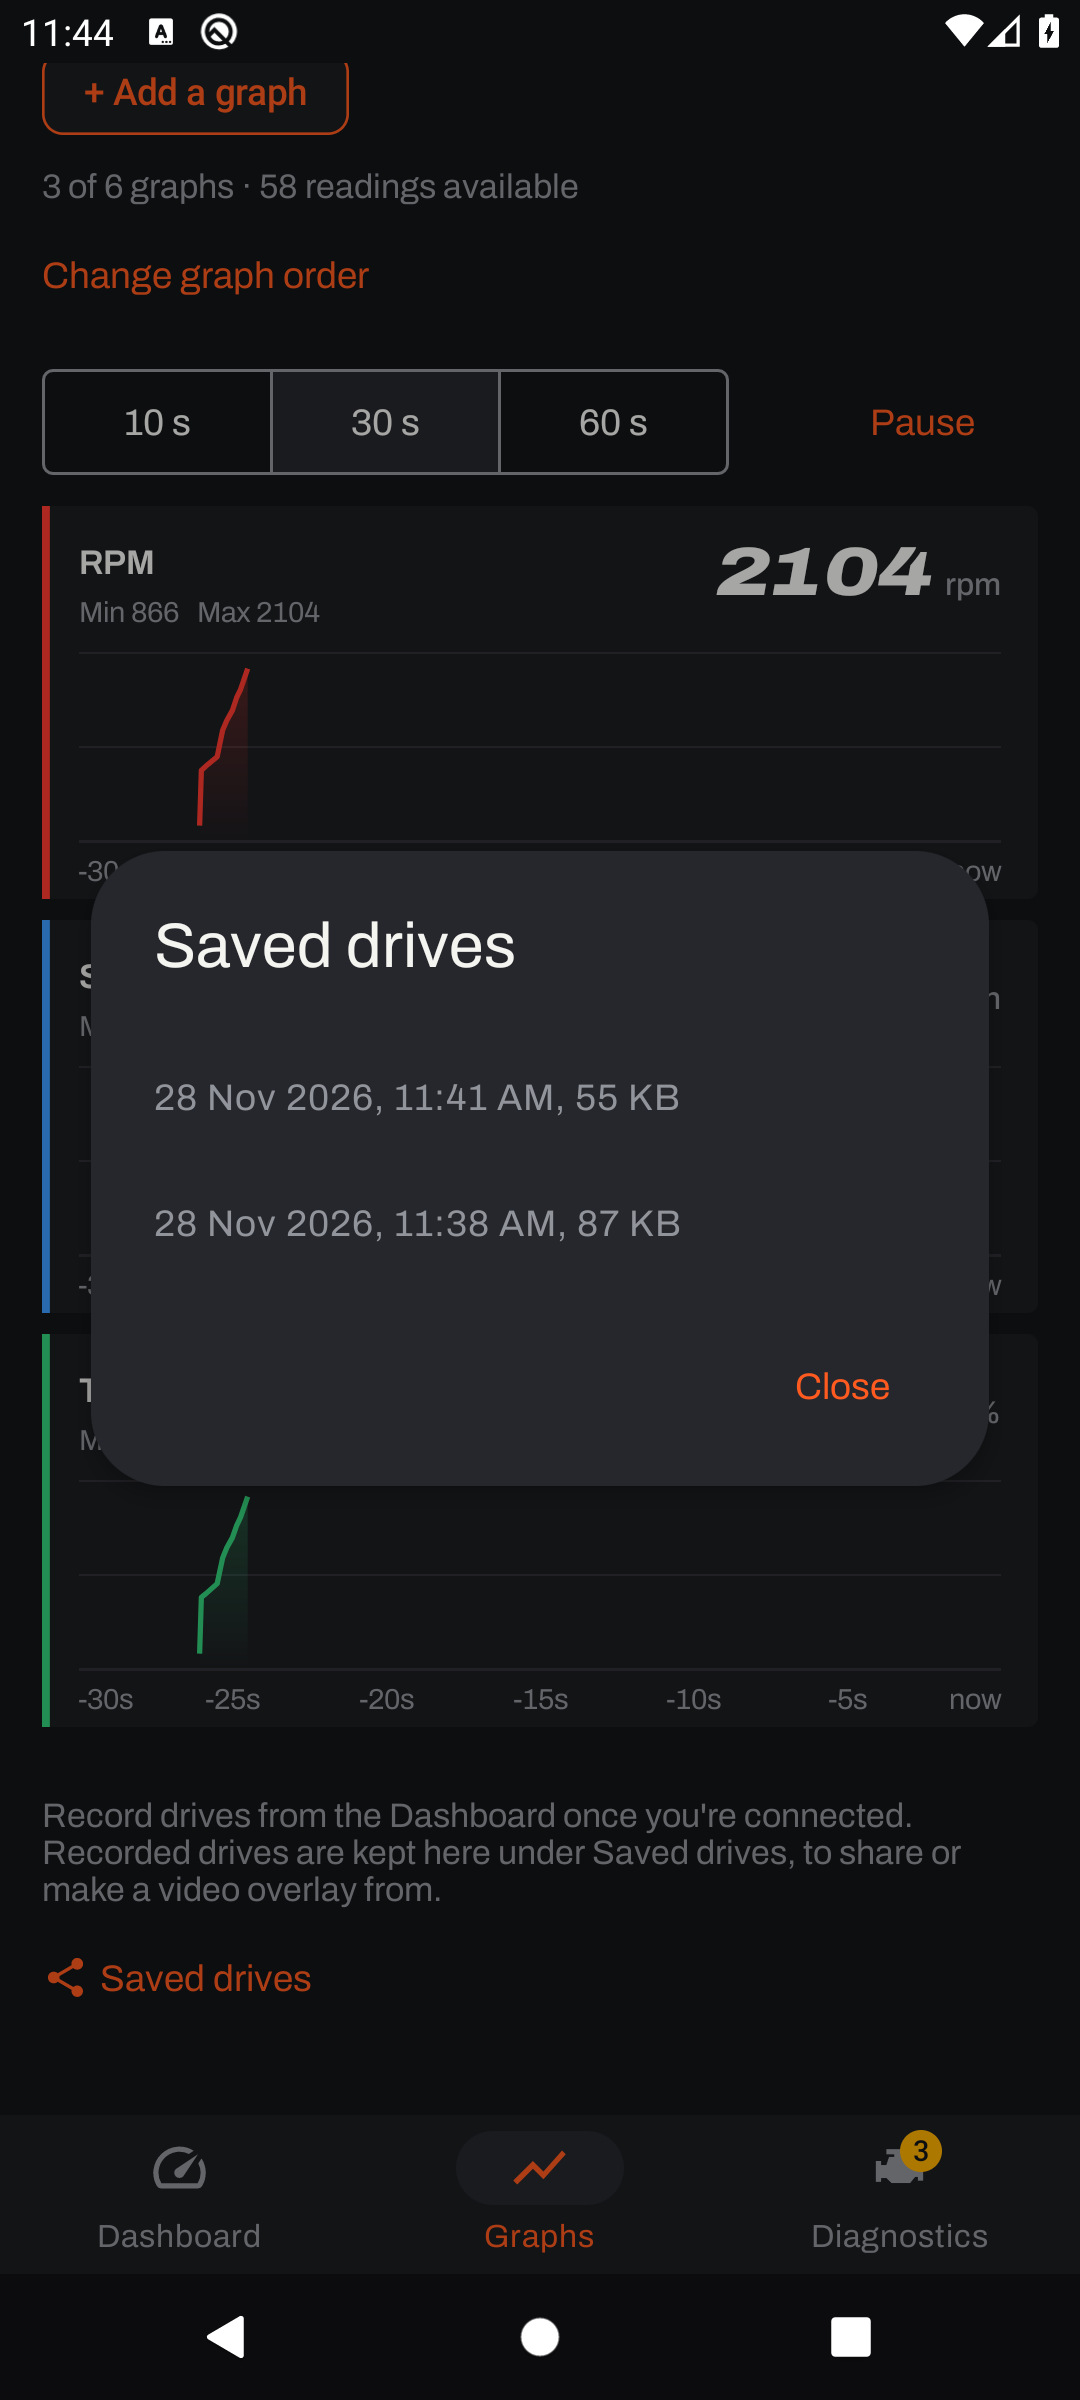 11:44
+ Add a graph
3 of 6 graphs · 58 readings available
Change graph order
10 s 30 s 60 s Pause
RPM 2104 rpm
Min 866 Max 2104
Saved drives
28 Nov 2026, 11:41 AM, 55 KB
28 Nov 2026, 11:38 AM, 87 KB
Close
-30s -25s -20s -15s -10s -5s now
Record drives from the Dashboard once you're connected.
Recorded drives are kept here under Saved drives, to share or
make a video overlay from.
Saved drives
3
Dashboard Graphs Diagnostics